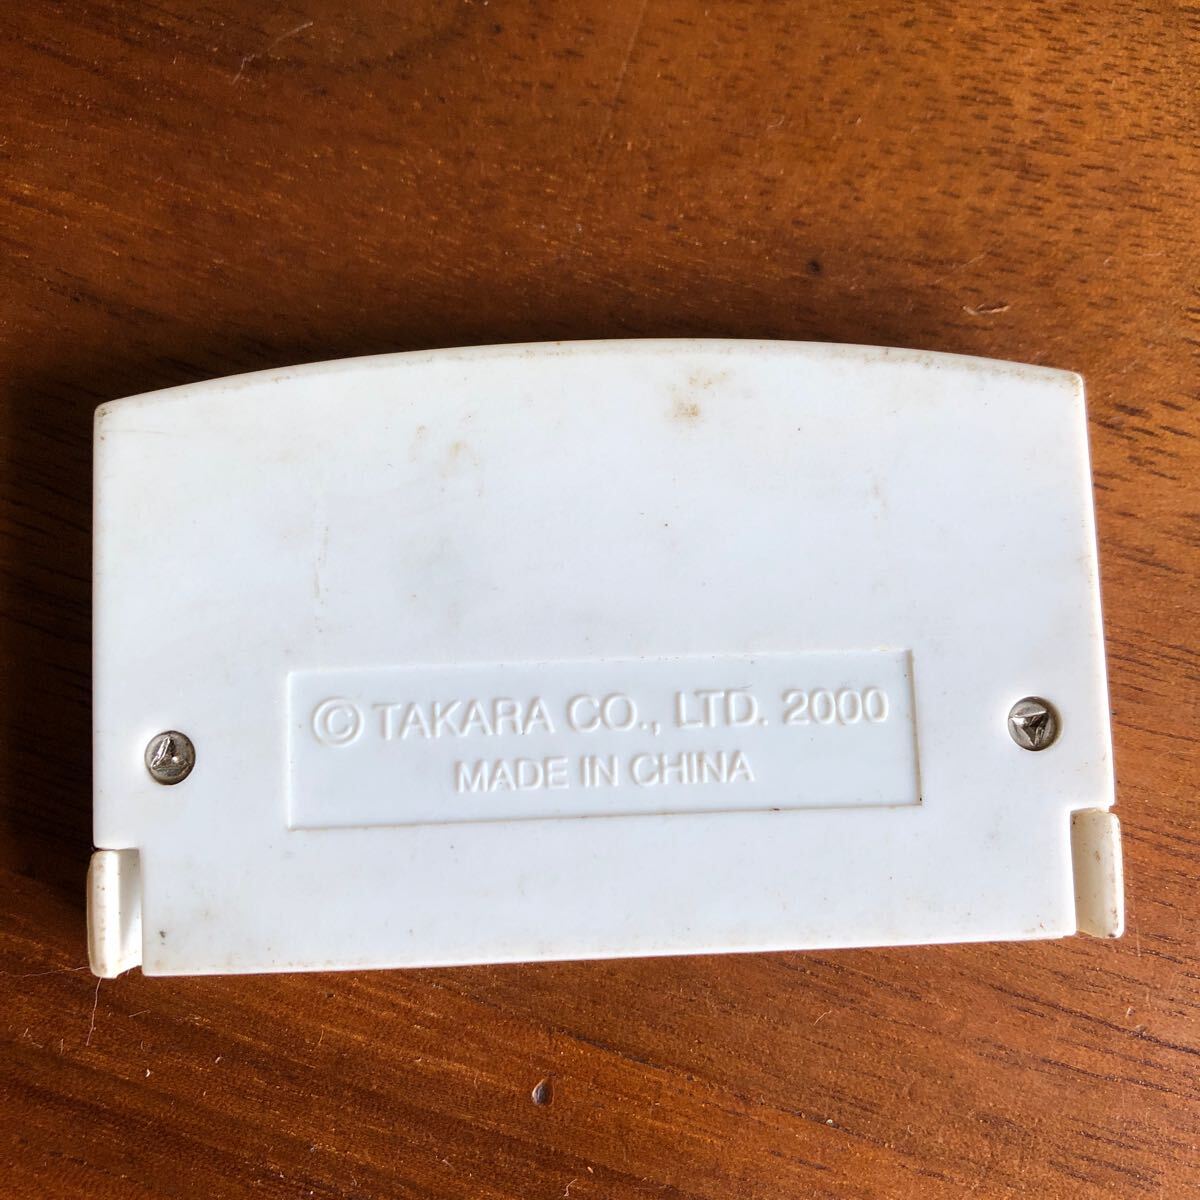 © TAKARA CO., LTD. 2000
MADE IN CHINA